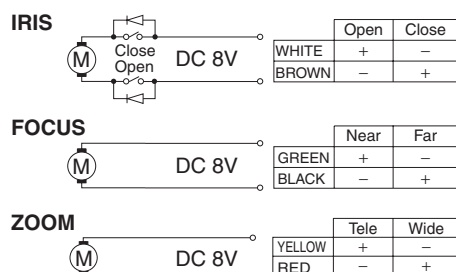 IRIS
Open Close
Close
Open
M
DC 8V
WHITE + −
BROWN − +
FOCUS
Near Far
M
DC 8V
GREEN + −
BLACK − +
ZOOM
Tele Wide
M
DC 8V
YELLOW + −
RED − +